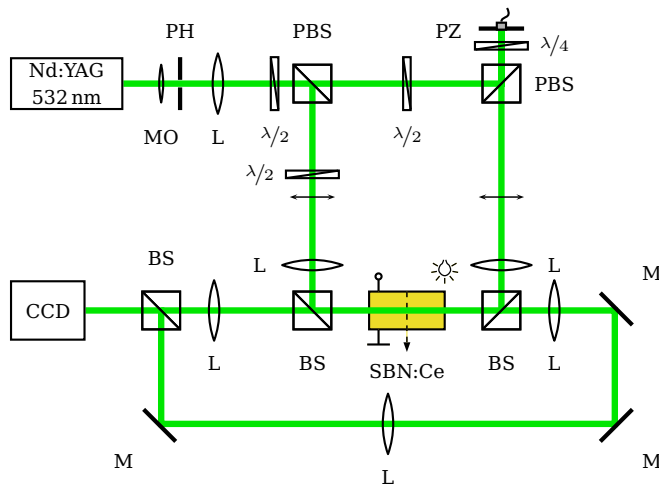 PH
PBS
PZ
λ/4
Nd:YAG
532 nm
PBS
MO
L
λ/2
λ/2
λ/2
BS
L
L
M
CCD
L
BS
SBN:Ce
BS
L
M
L
M